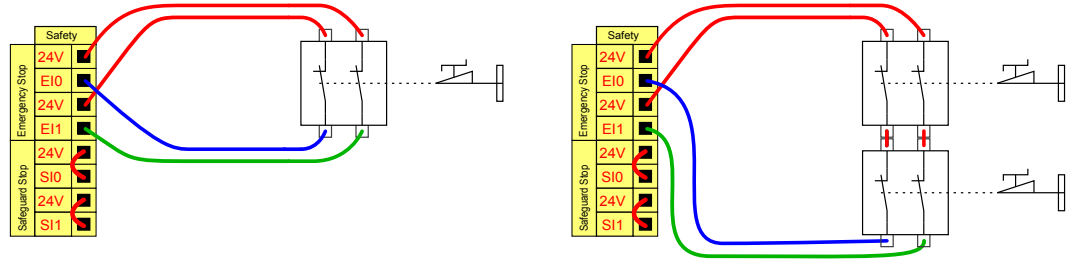 Safety
Emergency Stop
24V
EI0
24V
EI1
Safeguard Stop
24V
SI0
24V
SI1
Safety
Emergency Stop
24V
EI0
24V
EI1
Safeguard Stop
24V
SI0
24V
SI1